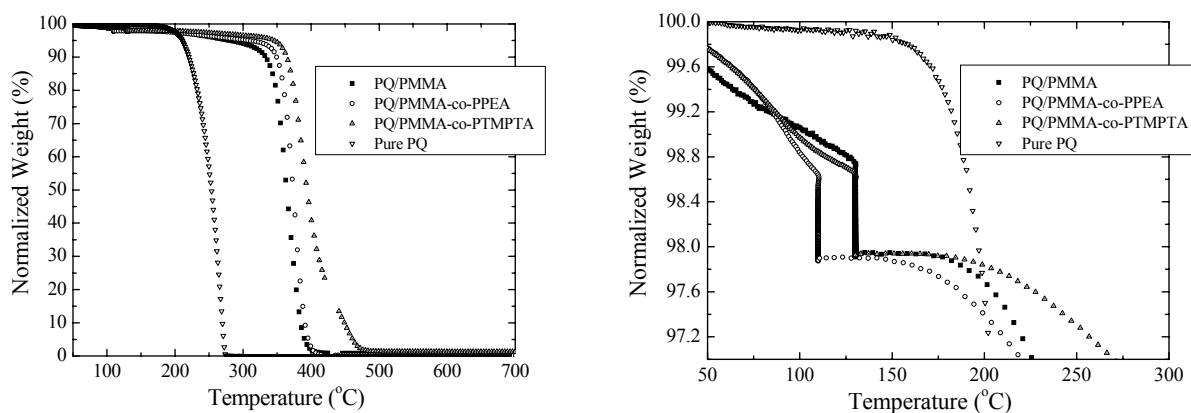 100
90
80
70
60
50
40
30
20
10
0
Normalized Weight (%)
100
200
300
400
500
600
700
Temperature (°C)
PQ/PMMA
PQ/PMMA-co-PPEA
PQ/PMMA-co-PTMPTA
Pure PQ
100.0
99.6
99.2
98.8
98.4
98.0
97.6
97.2
Normalized Weight (%)
50
100
150
200
250
300
Temperature (°C)
PQ/PMMA
PQ/PMMA-co-PPEA
PQ/PMMA-co-PTMPTA
Pure PQ